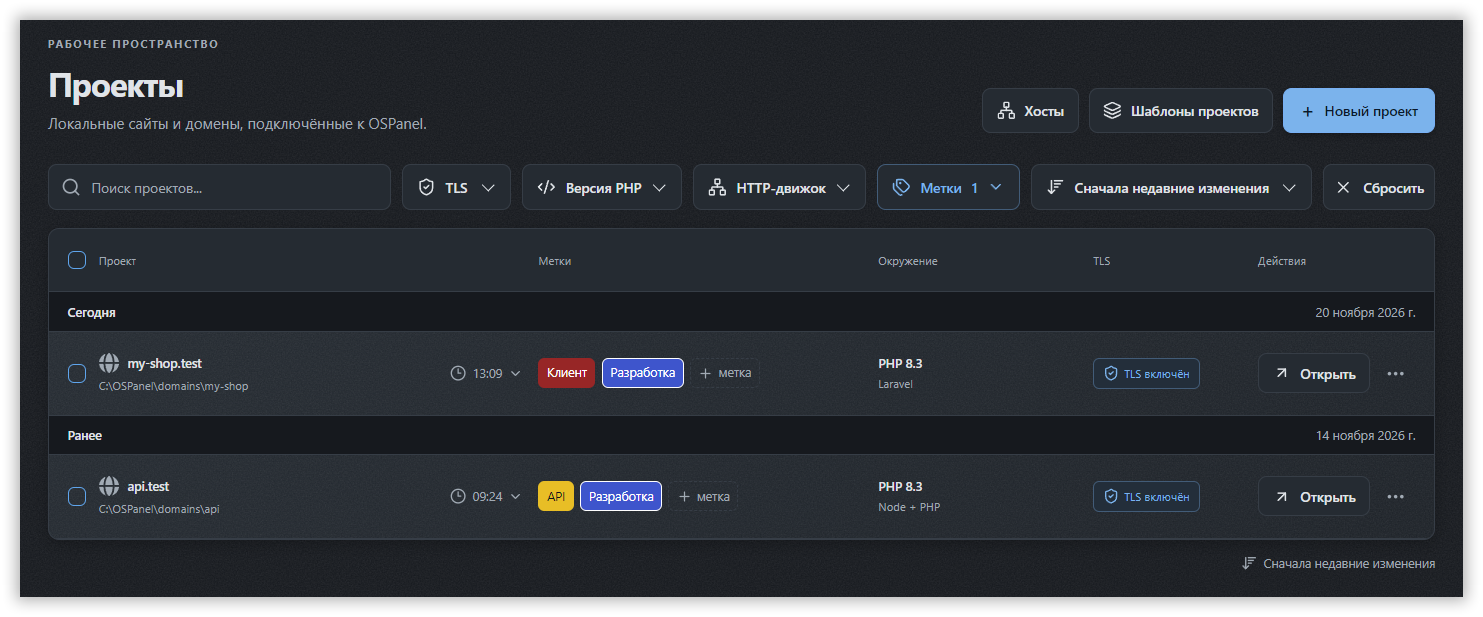 РАБОЧЕЕ ПРОСТРАНСТВО
Проекты
Локальные сайты и домены, подключённые к OSPanel.
Хосты
Шаблоны проектов
+ Новый проект
Поиск проектов...
TLS
Версия PHP
HTTP-движок
Метки 1
Сначала недавние изменения
Сбросить
Проект Метки Окружение TLS Действия
Сегодня 20 ноября 2026 г.
my-shop.test
C:\OSPanel\domains\my-shop
13:09
Клиент Разработка + метка
PHP 8.3
Laravel
TLS включён
Открыть
Ранее 14 ноября 2026 г.
api.test
C:\OSPanel\domains\api
09:24
API Разработка + метка
PHP 8.3
Node + PHP
TLS включён
Открыть
Сначала недавние изменения